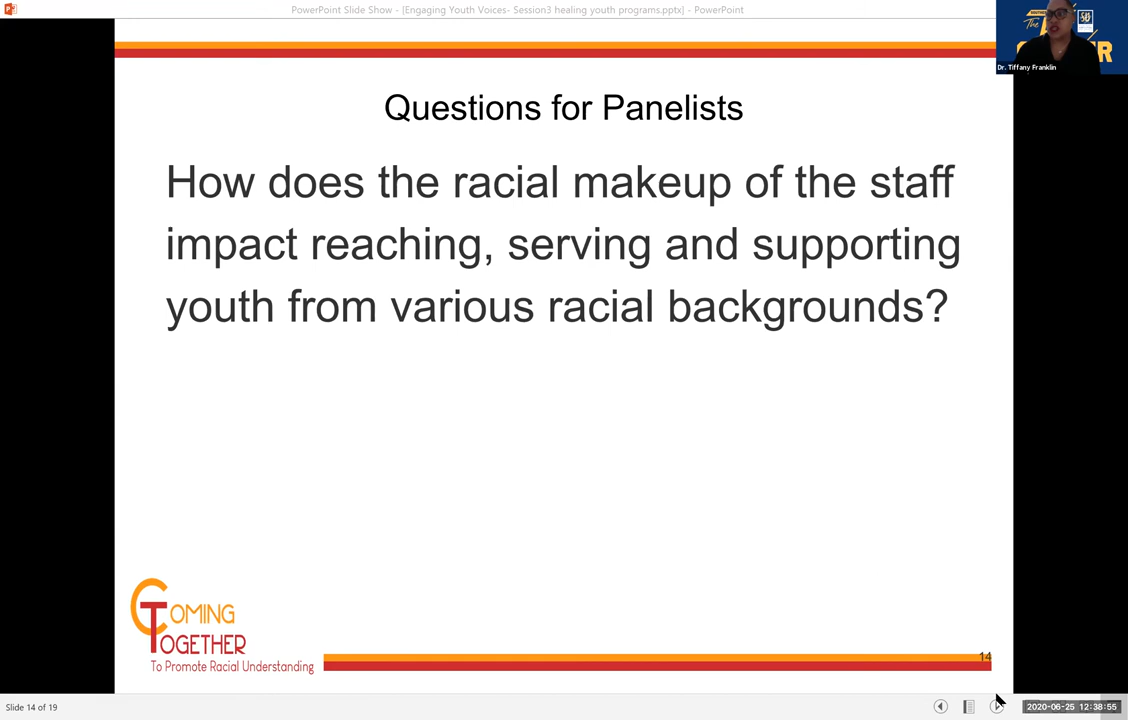 PowerPoint Slide Show - [Engaging Youth Voices- Session3 healing youth programs.pptx] - PowerPoint
The
Dr. Tiffany Franklin
Questions for Panelists
How does the racial makeup of the staff
impact reaching, serving and supporting
youth from various racial backgrounds?
COMING
TOGETHER
To Promote Racial Understanding
14
Slide 14 of 19
2020-06-25 12:38:55